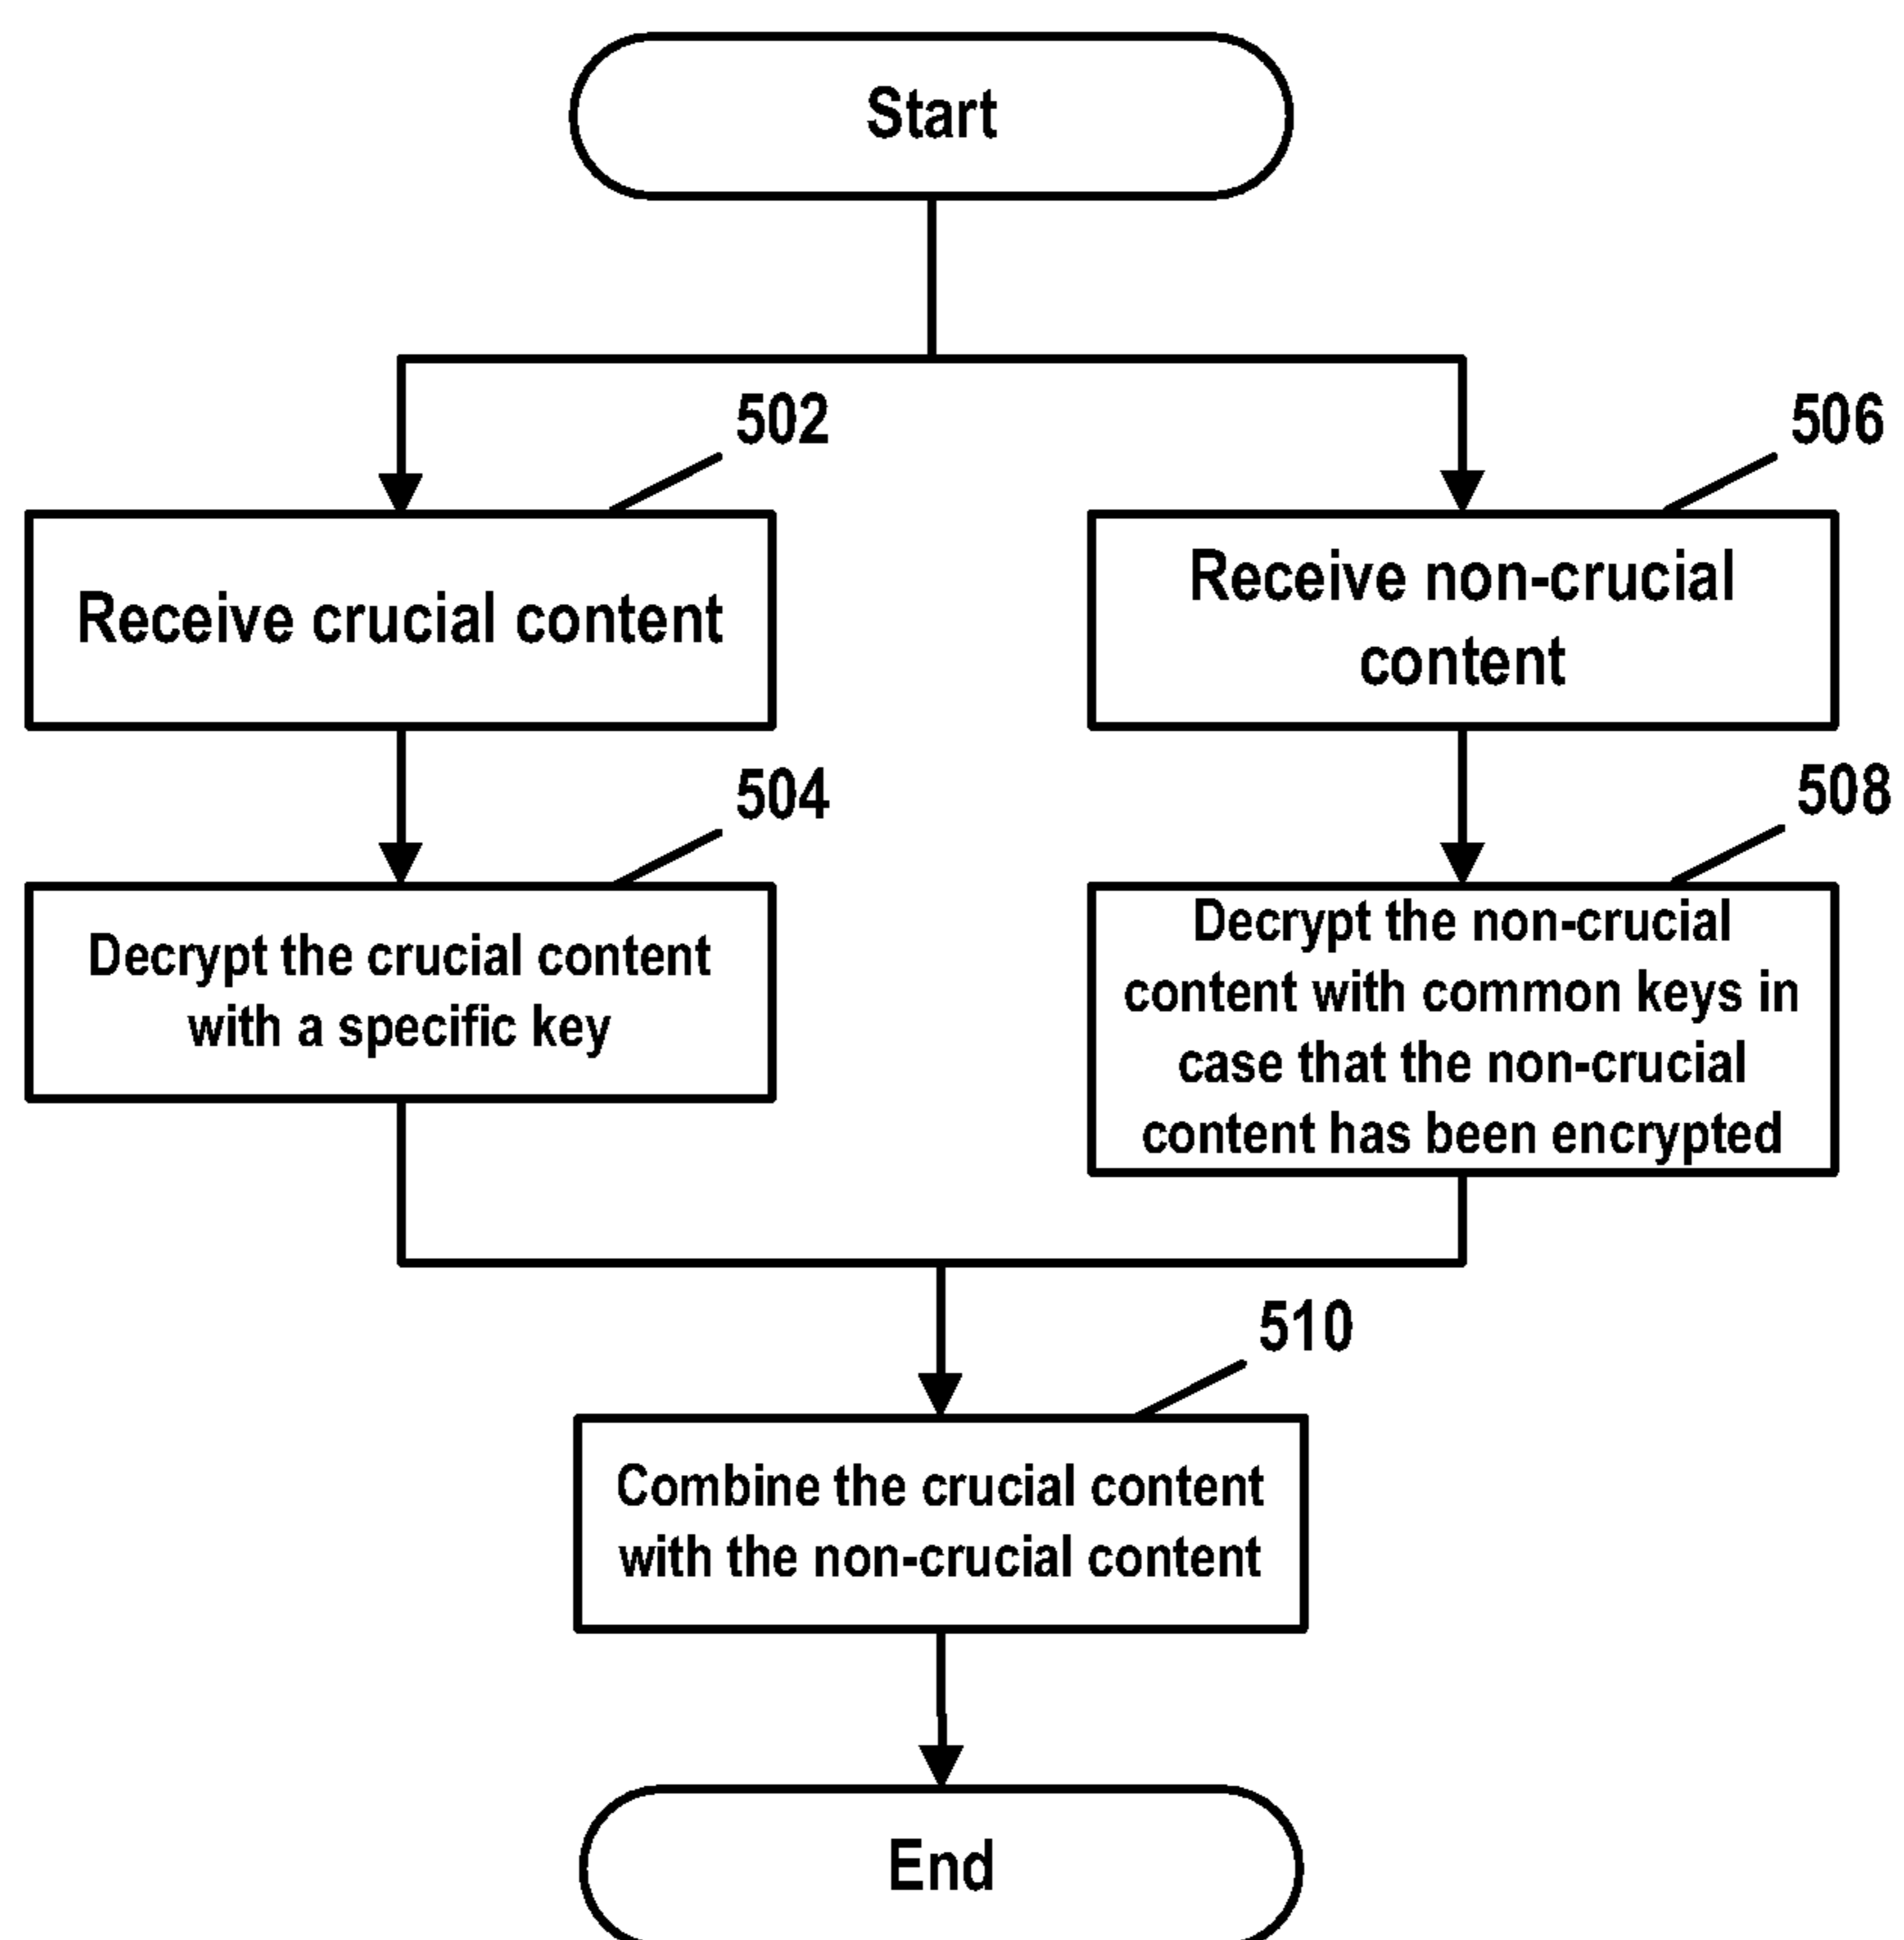 Start
502
Receive crucial content
504
Decrypt the crucial content
with a specific key
506
Receive non-crucial
content
508
Decrypt the non-crucial
content with common keys in
case that the non-crucial
content has been encrypted
510
Combine the crucial content
with the non-crucial content
End